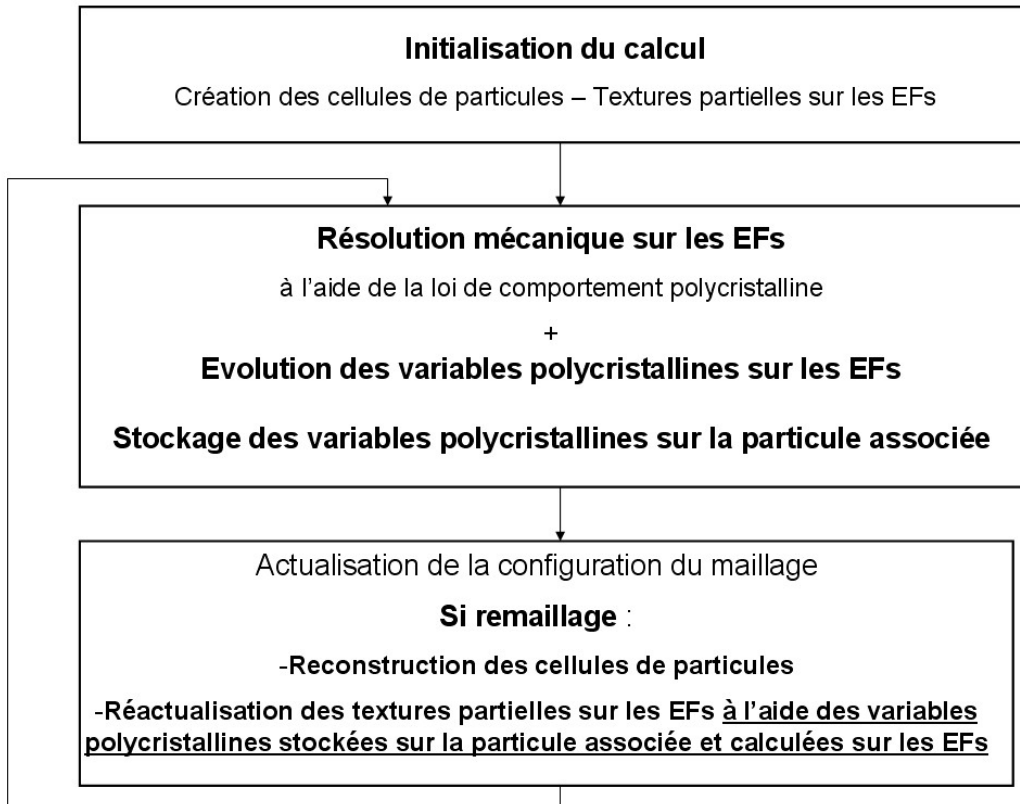 Initialisation du calcul
Création des cellules de particules – Textures partielles sur les EFs
Résolution mécanique sur les EFs
à l'aide de la loi de comportement polycristalline
+
Evolution des variables polycristallines sur les EFs
Stockage des variables polycristallines sur la particule associée
Actualisation de la configuration du maillage
Si remaillage :
-Reconstruction des cellules de particules
-Réactualisation des textures partielles sur les EFs à l'aide des variables
polycristallines stockées sur la particule associée et calculées sur les EFs